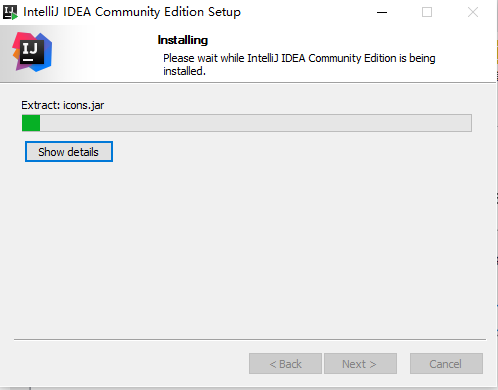 IntelliJ IDEA Community Edition Setup
IJ
Installing
Please wait while IntelliJ IDEA Community Edition is being
installed.
Extract: icons.jar
Show details
< Back
Next >
Cancel